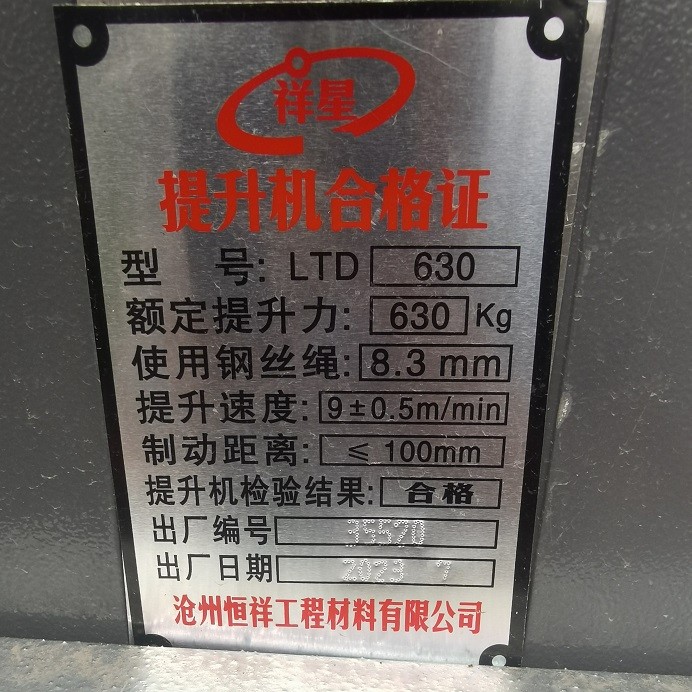 祥星
提升机合格证
型 号: LTD 630
额定提升力: 630 Kg
使用钢丝绳: 8.3 mm
提升速度: 9±0.5m/min
制动距离: ≤ 100mm
提升机检验结果: 合格
出厂编号 35520
出厂日期 2023 7
沧州恒祥工程材料有限公司